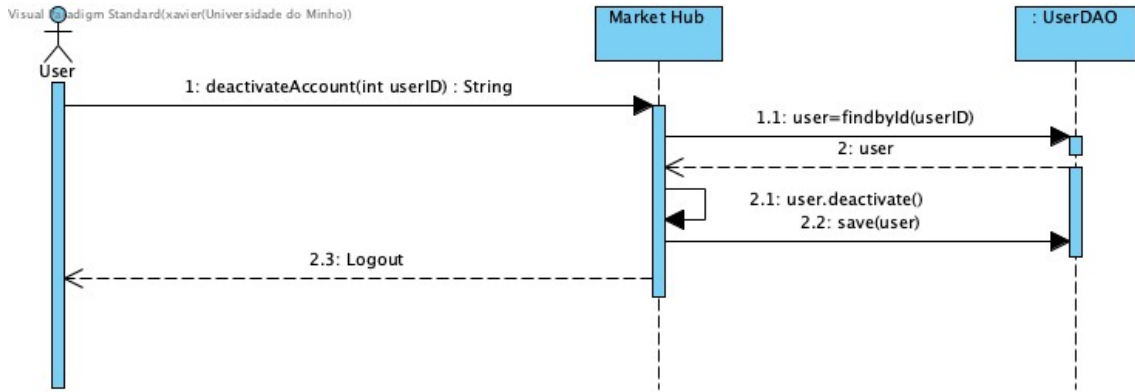 Visual Paradigm Standard(xavier(Universidade do Minho))
User
Market Hub
: UserDAO
1: deactivateAccount(int userID) : String
1.1: user=findbyId(userID)
2: user
2.1: user.deactivate()
2.2: save(user)
2.3: Logout